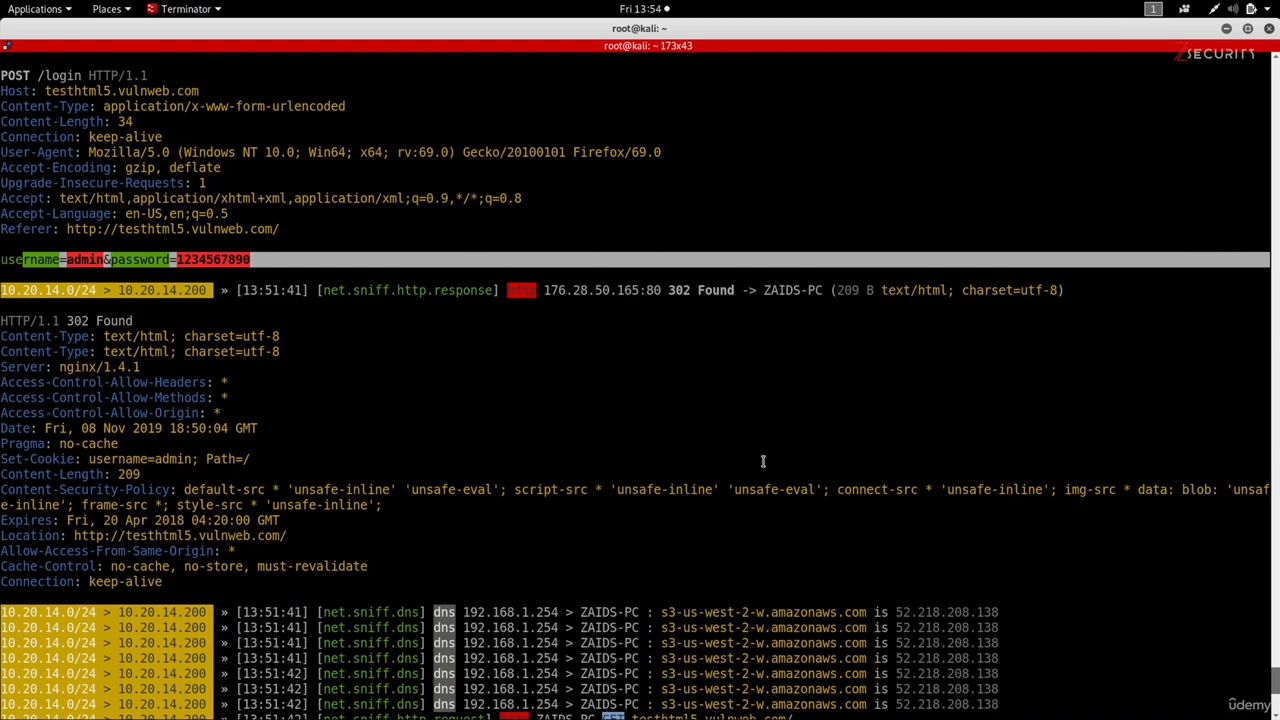 Applications Places Terminator Fri 13:54 1
root@kali: ~
root@kali: ~ 173x43
ZSECURITY
POST /login HTTP/1.1
Host: testhtml5.vulnweb.com
Content-Type: application/x-www-form-urlencoded
Content-Length: 34
Connection: keep-alive
User-Agent: Mozilla/5.0 (Windows NT 10.0; Win64; x64; rv:69.0) Gecko/20100101 Firefox/69.0
Accept-Encoding: gzip, deflate
Upgrade-Insecure-Requests: 1
Accept: text/html,application/xhtml+xml,application/xml;q=0.9,*/*;q=0.8
Accept-Language: en-US,en;q=0.5
Referer: http://testhtml5.vulnweb.com/
username=admin&password=1234567890
10.20.14.0/24 > 10.20.14.200 » [13:51:41] [net.sniff.http.response] 176.28.50.165:80 302 Found -> ZAIDS-PC (209 B text/html; charset=utf-8)
HTTP/1.1 302 Found
Content-Type: text/html; charset=utf-8
Content-Type: text/html; charset=utf-8
Server: nginx/1.4.1
Access-Control-Allow-Headers: *
Access-Control-Allow-Methods: *
Access-Control-Allow-Origin: *
Date: Fri, 08 Nov 2019 18:50:04 GMT
Pragma: no-cache
Set-Cookie: username=admin; Path=/
Content-Length: 209
Content-Security-Policy: default-src * 'unsafe-inline' 'unsafe-eval'; script-src * 'unsafe-inline' 'unsafe-eval'; connect-src * 'unsafe-inline'; img-src * data: blob: 'unsaf
e-inline'; frame-src *; style-src * 'unsafe-inline';
Expires: Fri, 20 Apr 2018 04:20:00 GMT
Location: http://testhtml5.vulnweb.com/
Allow-Access-From-Same-Origin: *
Cache-Control: no-cache, no-store, must-revalidate
Connection: keep-alive
10.20.14.0/24 > 10.20.14.200 » [13:51:41] [net.sniff.dns] dns 192.168.1.254 > ZAIDS-PC : s3-us-west-2-w.amazonaws.com is 52.218.208.138
10.20.14.0/24 > 10.20.14.200 » [13:51:41] [net.sniff.dns] dns 192.168.1.254 > ZAIDS-PC : s3-us-west-2-w.amazonaws.com is 52.218.208.138
10.20.14.0/24 > 10.20.14.200 » [13:51:41] [net.sniff.dns] dns 192.168.1.254 > ZAIDS-PC : s3-us-west-2-w.amazonaws.com is 52.218.208.138
10.20.14.0/24 > 10.20.14.200 » [13:51:41] [net.sniff.dns] dns 192.168.1.254 > ZAIDS-PC : s3-us-west-2-w.amazonaws.com is 52.218.208.138
10.20.14.0/24 > 10.20.14.200 » [13:51:42] [net.sniff.dns] dns 192.168.1.254 > ZAIDS-PC : s3-us-west-2-w.amazonaws.com is 52.218.208.138
10.20.14.0/24 > 10.20.14.200 » [13:51:42] [net.sniff.dns] dns 192.168.1.254 > ZAIDS-PC : s3-us-west-2-w.amazonaws.com is 52.218.208.138
10.20.14.0/24 > 10.20.14.200 » [13:51:42] [net.sniff.dns] dns 192.168.1.254 > ZAIDS-PC : s3-us-west-2-w.amazonaws.com is 52.218.208.138
10.20.14.0/24 > 10.20.14.200 » [13:51:42] [net.sniff.http.request] ZAIDS-PC GET testhtml5.vulnweb.com/
ûdemy